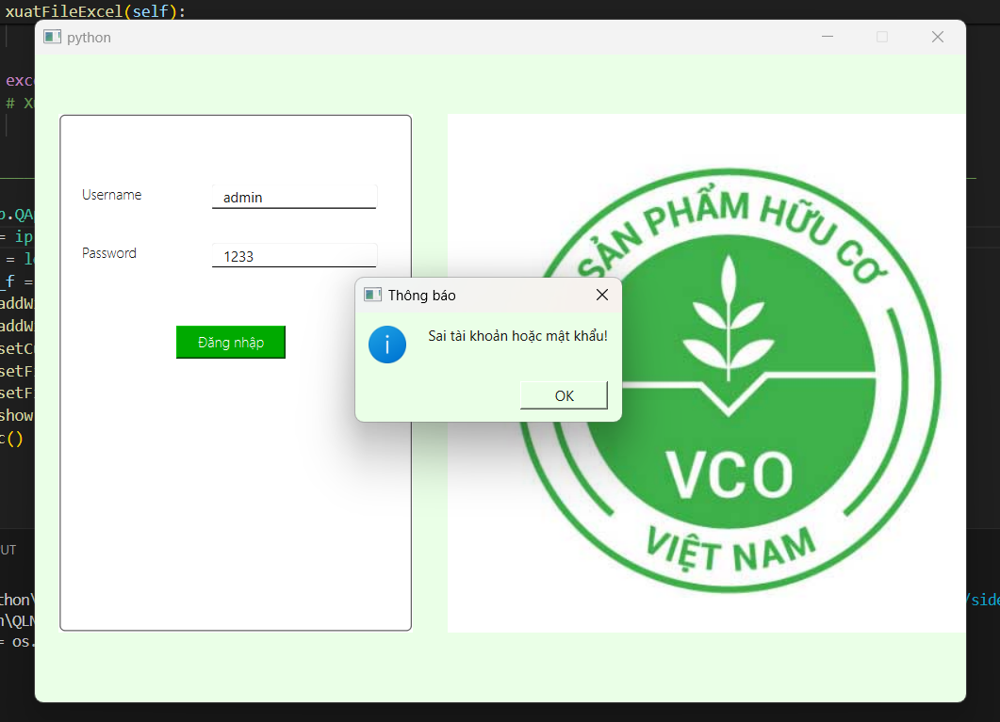 xuatFileExcel(self):
python
exc
# X
Username
admin
Password
1233
Đăng nhập
Thông báo
Sai tài khoản hoặc mật khẩu!
OK
SẢN PHẨM HỮU CƠ
VCO
VIỆT NAM
.QA
= ip
= l
_f =
addW
addW
setC
setF
setF
show
c()
UT
thon\
/side
n\QLN
= os.